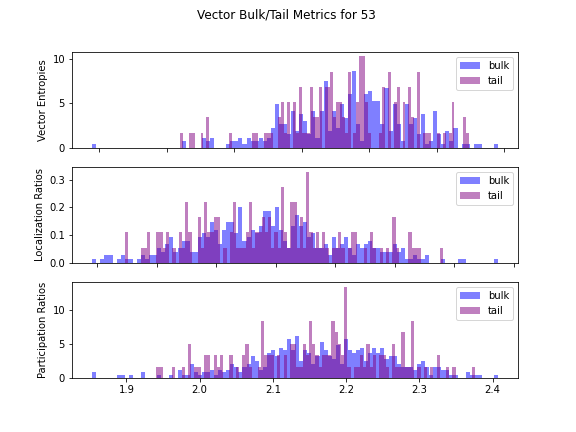 Vector Bulk/Tail Metrics for 53
Vector Entropies
10
5
0
bulk
tail
Localization Ratios
0.3
0.2
0.1
0.0
bulk
tail
Participation Ratios
10
5
0
bulk
tail
1.9 2.0 2.1 2.2 2.3 2.4